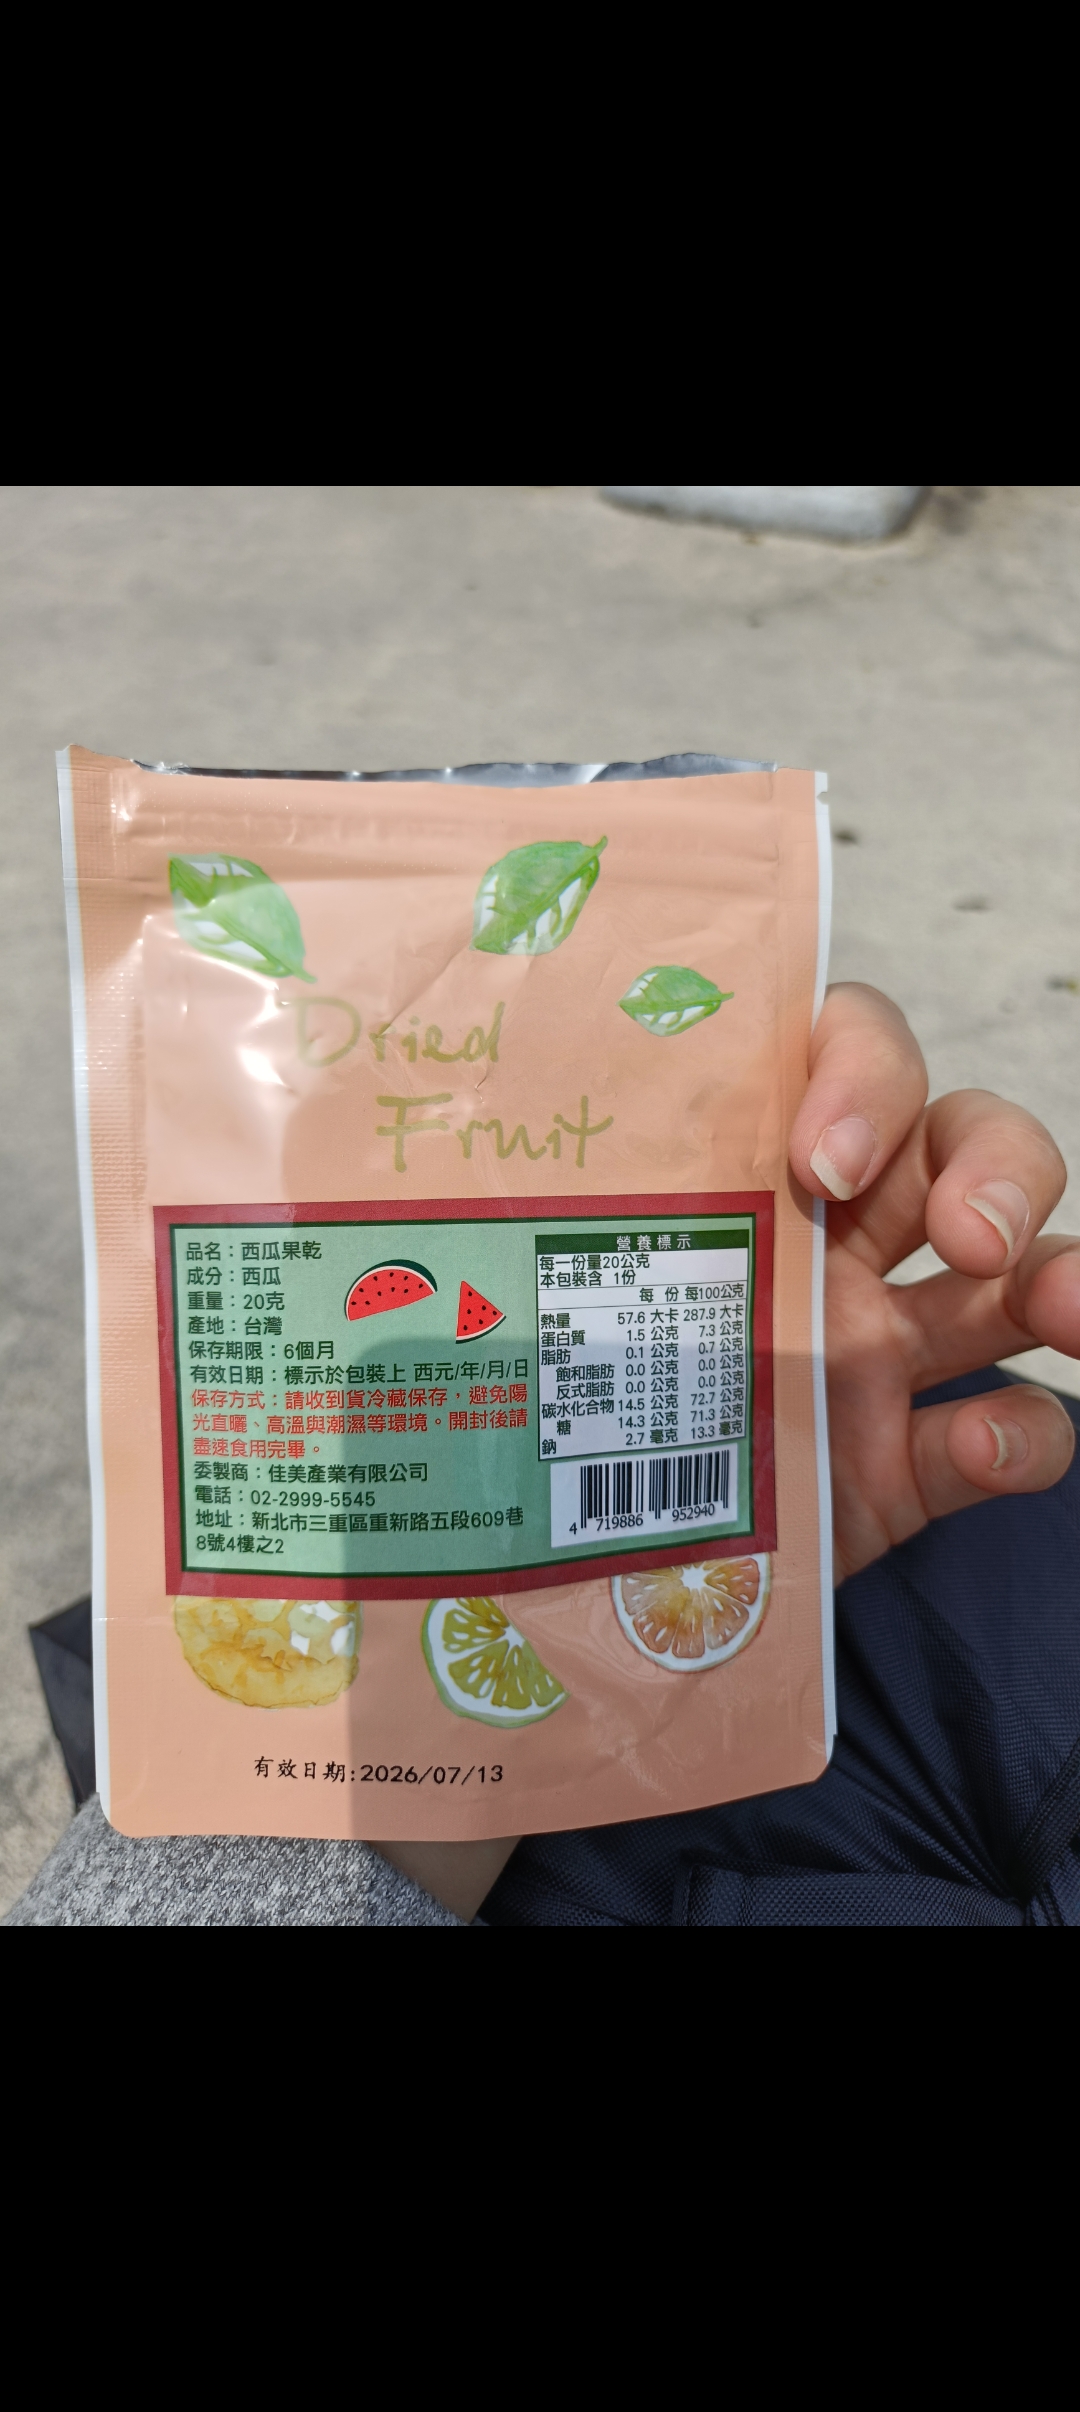 Dried
Fruit
品名：西瓜果乾
成分：西瓜
重量：20克
產地：台灣
保存期限：6個月
有效日期：標示於包裝上 西元/年/月/日
保存方式：請收到貨冷藏保存，避免陽
光直曬、高溫與潮濕等環境。開封後請
盡速食用完畢。
委製商：佳美產業有限公司
電話：02-2999-5545
地址：新北市三重區重新路五段609巷
8號4樓之2
營養標示
每一份量20公克
本包裝含 1份
每 份 每100公克
熱量 57.6 大卡 287.9 大卡
蛋白質 1.5 公克 7.3 公克
脂肪 0.1 公克 0.7 公克
飽和脂肪 0.0 公克 0.0 公克
反式脂肪 0.0 公克 0.0 公克
碳水化合物 14.5 公克 72.7 公克
糖 14.3 公克 71.3 公克
鈉 2.7 毫克 13.3 毫克
4 719886 952940
有效日期:2026/07/13